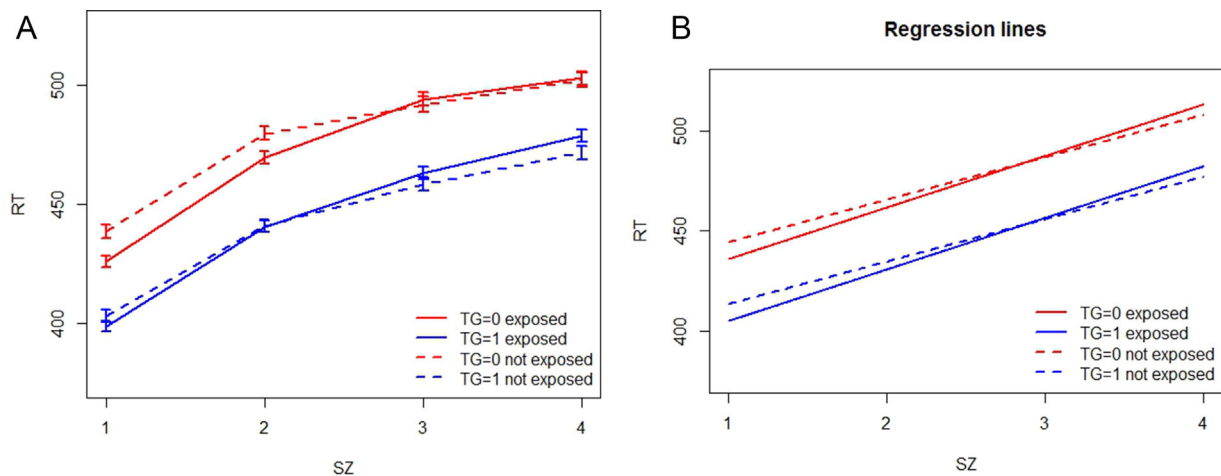 A
500
450
400
RT
1 2 3 4
SZ
TG=0 exposed
TG=1 exposed
TG=0 not exposed
TG=1 not exposed
B
Regression lines
500
450
400
RT
1 2 3 4
SZ
TG=0 exposed
TG=1 exposed
TG=0 not exposed
TG=1 not exposed